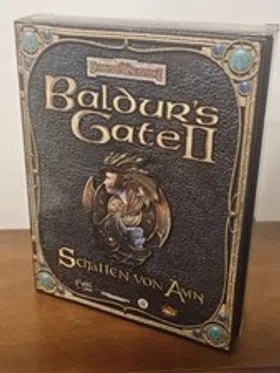 Baldur's
Gate II
Schatten von Amn